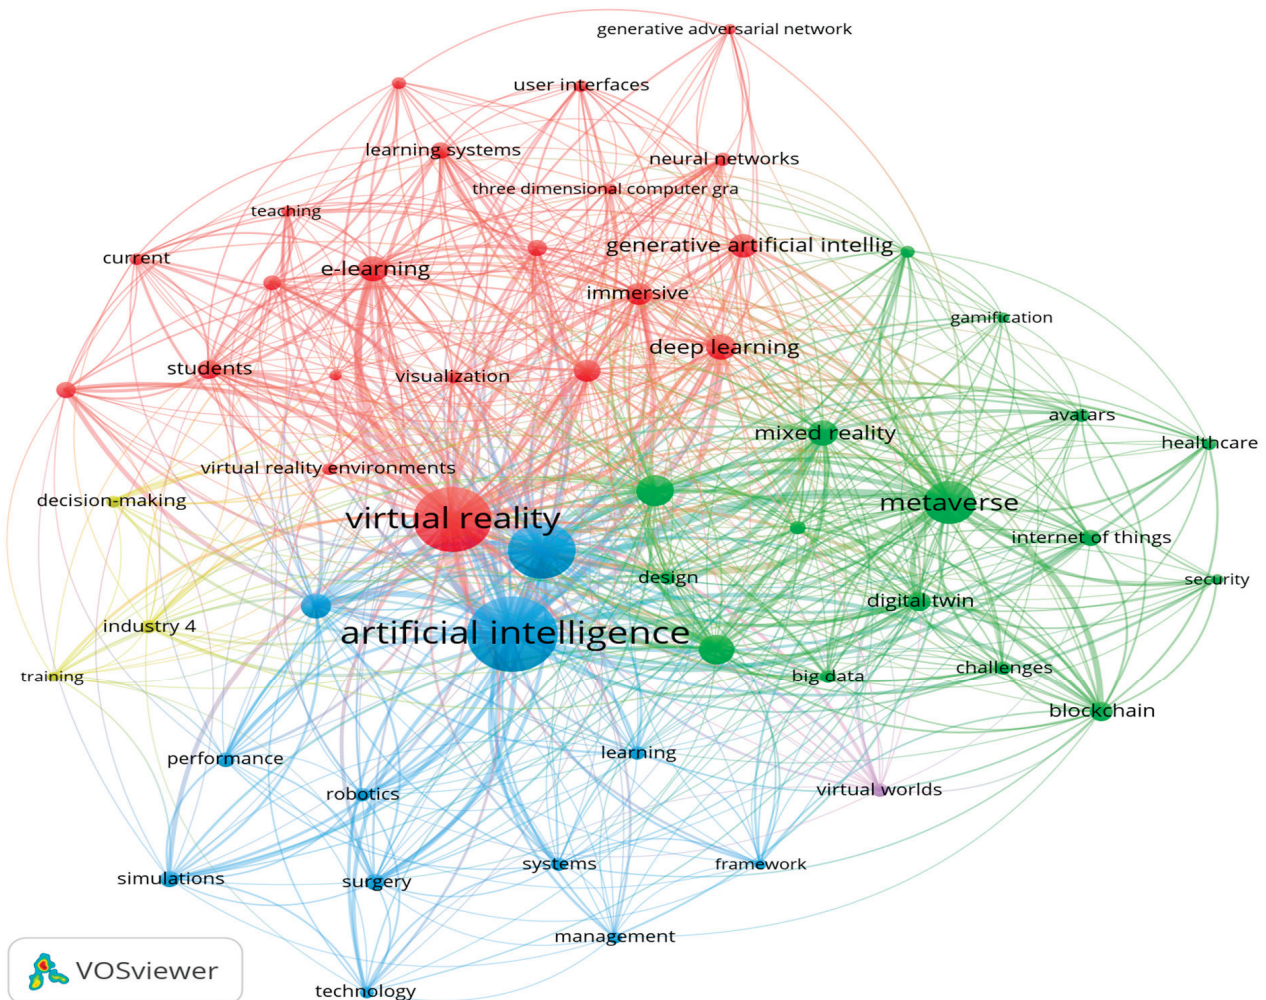 generative adversarial network
user interfaces
learning systems
neural networks
three dimensional computer gra
teaching
generative artificial intellig
current
e-learning
immersive
gamification
deep learning
students
visualization
avatars
mixed reality
healthcare
virtual reality environments
decision-making
metaverse
virtual reality
internet of things
design
security
digital twin
industry 4
artificial intelligence
challenges
training
big data
blockchain
learning
performance
virtual worlds
robotics
systems
framework
simulations
surgery
management
VOSviewer
technology